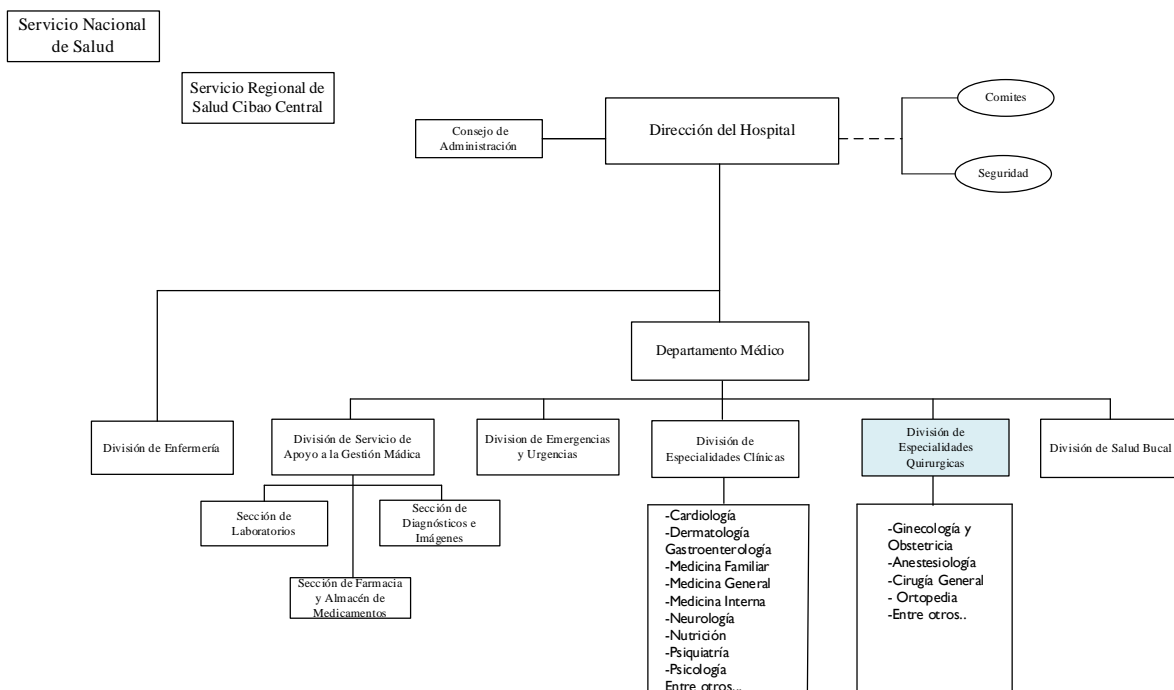 Servicio Nacional
de Salud
Servicio Regional de
Salud Cibao Central
Consejo de
Administración
Dirección del Hospital
Comites
Seguridad
Departamento Médico
División de Enfermería
División de Servicio de
Apoyo a la Gestión Mádica
Division de Emergencias
y Urgencias
División de
Especialidades Clínicas
División de
Especialidades
Quirurgicas
División de Salud Bucal
Sección de
Laboratorios
Sección de
Diagnósticos e
Imágenes
Sección de Farmacia
y Almacén de
Medicamentos
-Cardiología
-Dermatología
Gastroenterología
-Medicina Familiar
-Medicina General
-Medicina Interna
-Neurología
-Nutrición
-Psiquiatría
-Psicología
Entre otros...
-Ginecología y
Obstetricia
-Anestesiología
-Cirugía General
- Ortopedia
-Entre otros..